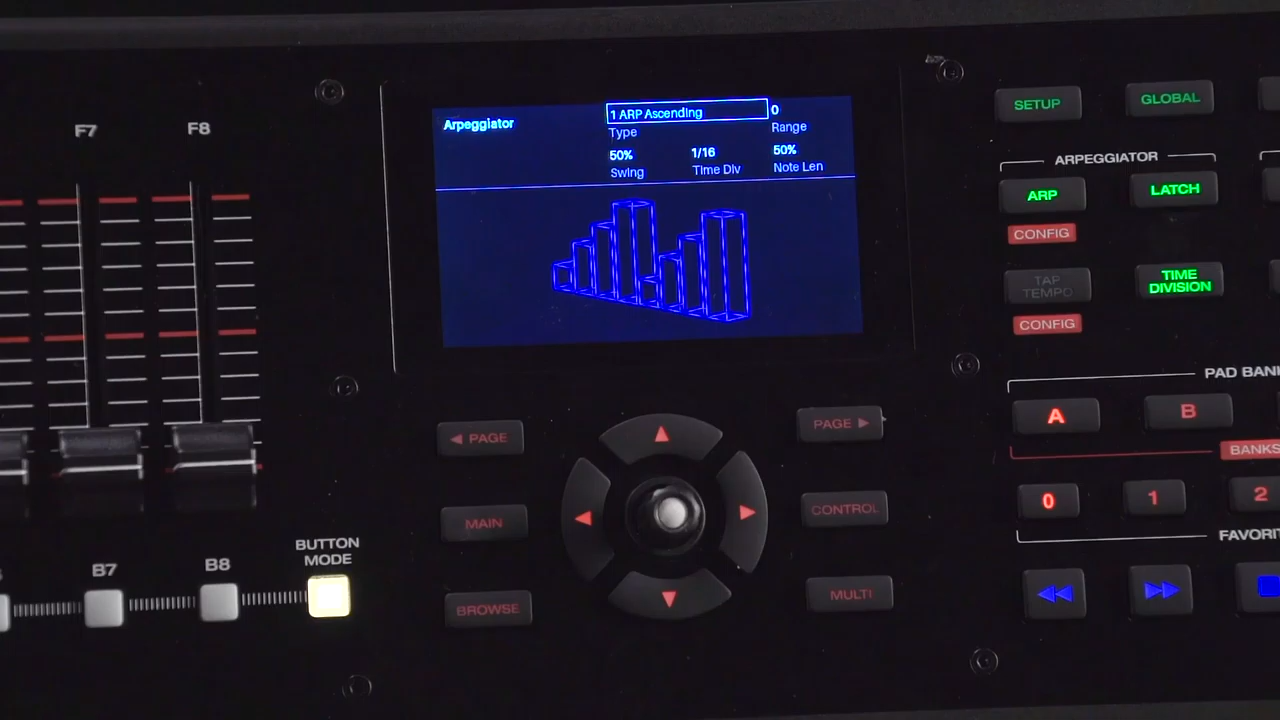 F7
F8
Arpeggiator
1 ARP Ascending
0
Type
Range
50%
1/16
50%
Swing
Time Div
Note Len
SETUP
GLOBAL
ARPEGGIATOR
ARP
LATCH
CONFIG
TAP TEMPO
TIME DIVISION
CONFIG
PAD BANK
A
B
BANKS
0
1
2
◀ PAGE
PAGE ▶
MAIN
CONTROL
BROWSE
MULTI
B7
B8
BUTTON
MODE